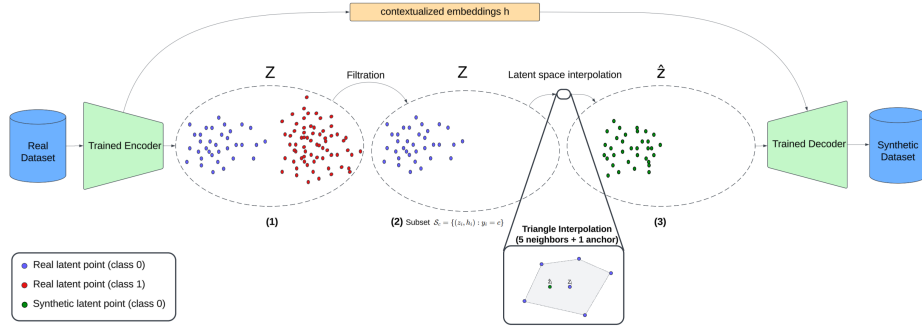 contextualized embeddings h
Z
Filtration
Z
Latent space interpolation
ẑ
Real
Dataset
Trained Encoder
Trained Decoder
Synthetic
Dataset
(1)
(2) Subset S_c = {(z_i, h_i) : y_i = c}
(3)
Triangle Interpolation
(5 neighbors + 1 anchor)
ẑ_i
z_i
Real latent point (class 0)
Real latent point (class 1)
Synthetic latent point (class 0)